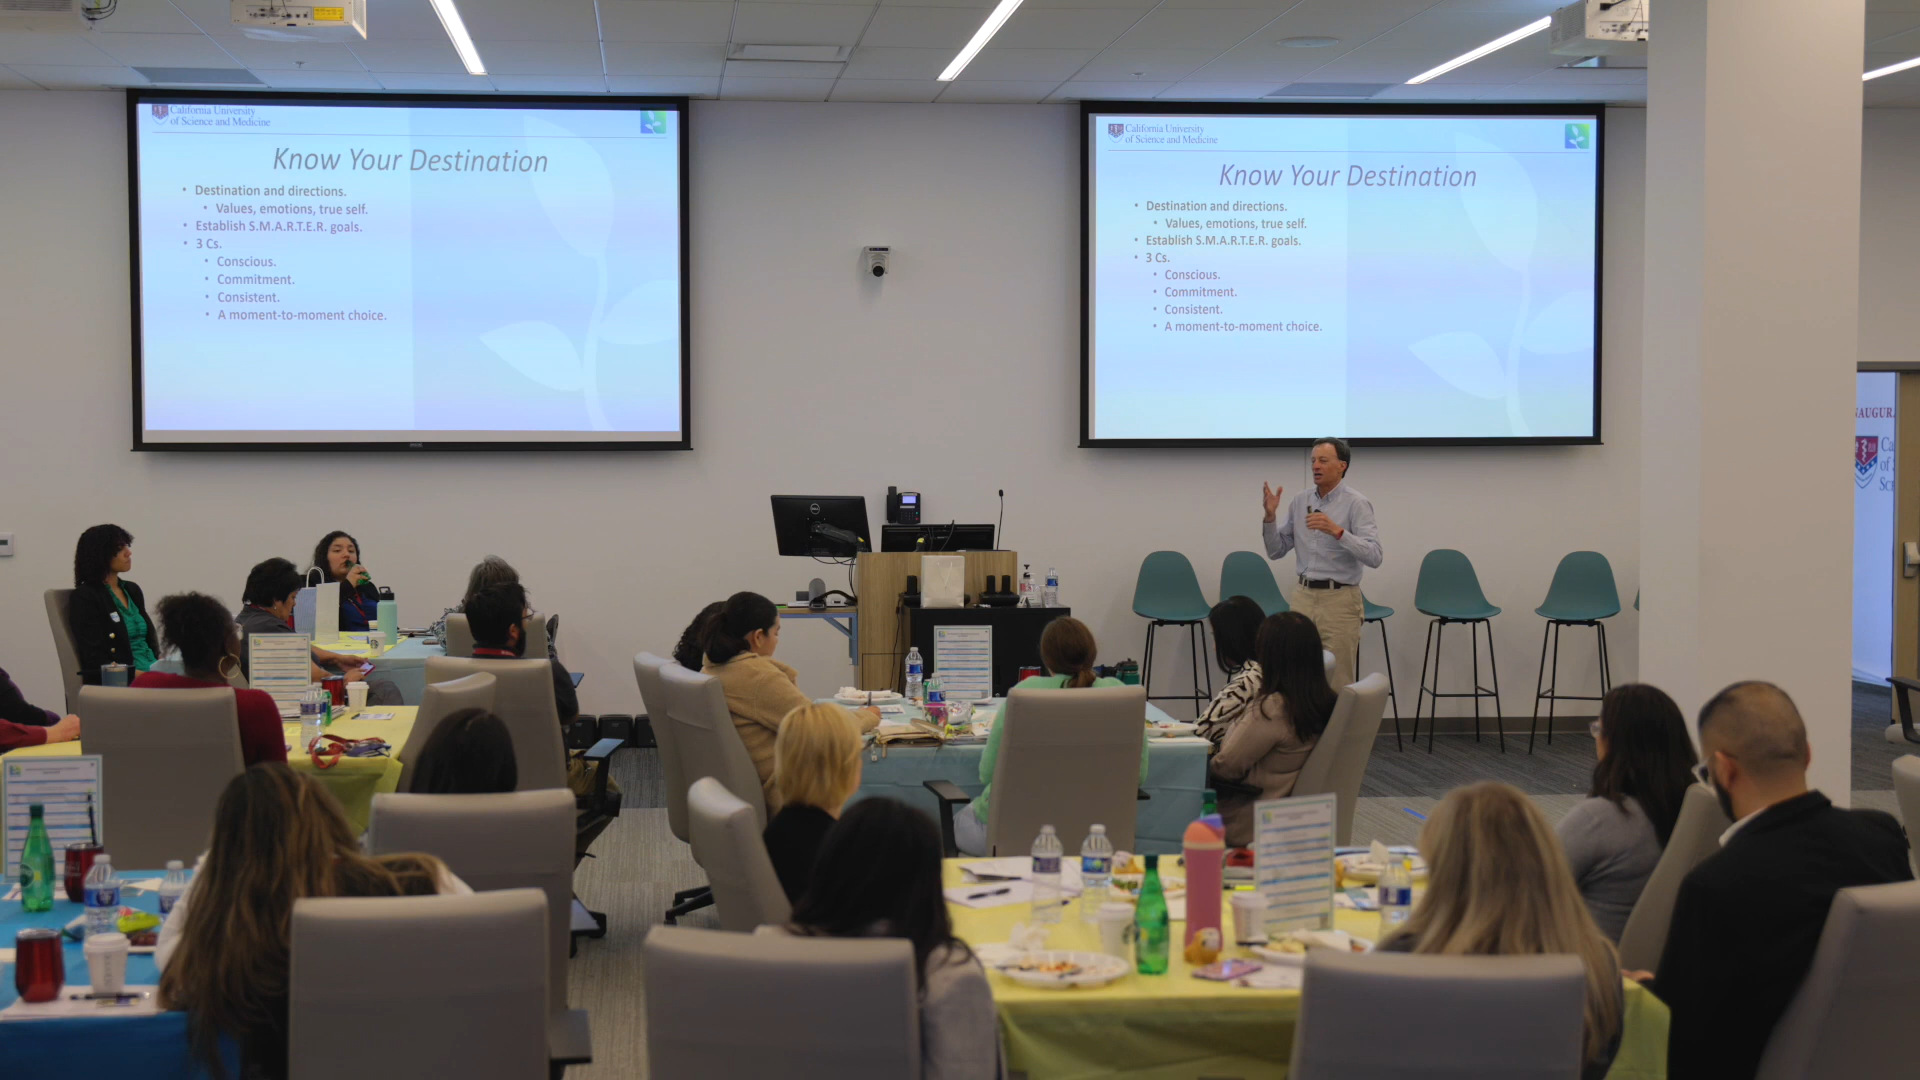 California University
of Science and Medicine
Know Your Destination
• Destination and directions.
• Values, emotions, true self.
• Establish S.M.A.R.T.E.R. goals.
• 3 Cs.
• Conscious.
• Commitment.
• Consistent.
• A moment-to-moment choice.
California University
of Science and Medicine
Know Your Destination
• Destination and directions.
• Values, emotions, true self.
• Establish S.M.A.R.T.E.R. goals.
• 3 Cs.
• Conscious.
• Commitment.
• Consistent.
• A moment-to-moment choice.
DELL